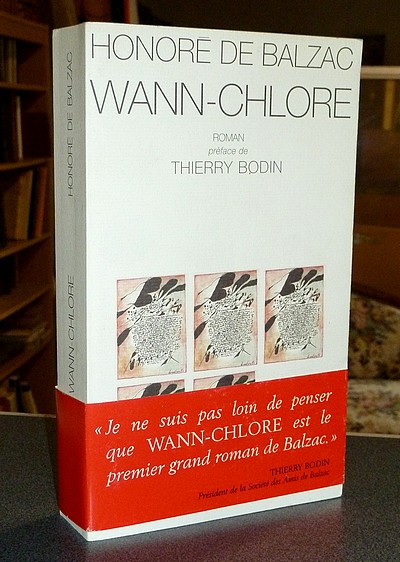 HONORÉ DE BALZAC
WANN-CHLORE
ROMAN
préface de
THIERRY BODIN
« Je ne suis pas loin de penser
que WANN-CHLORE est le
premier grand roman de Balzac. »
THIERRY BODIN
Président de la Société des Amis de Balzac
HONORÉ DE BALZAC
WANN-CHLORE